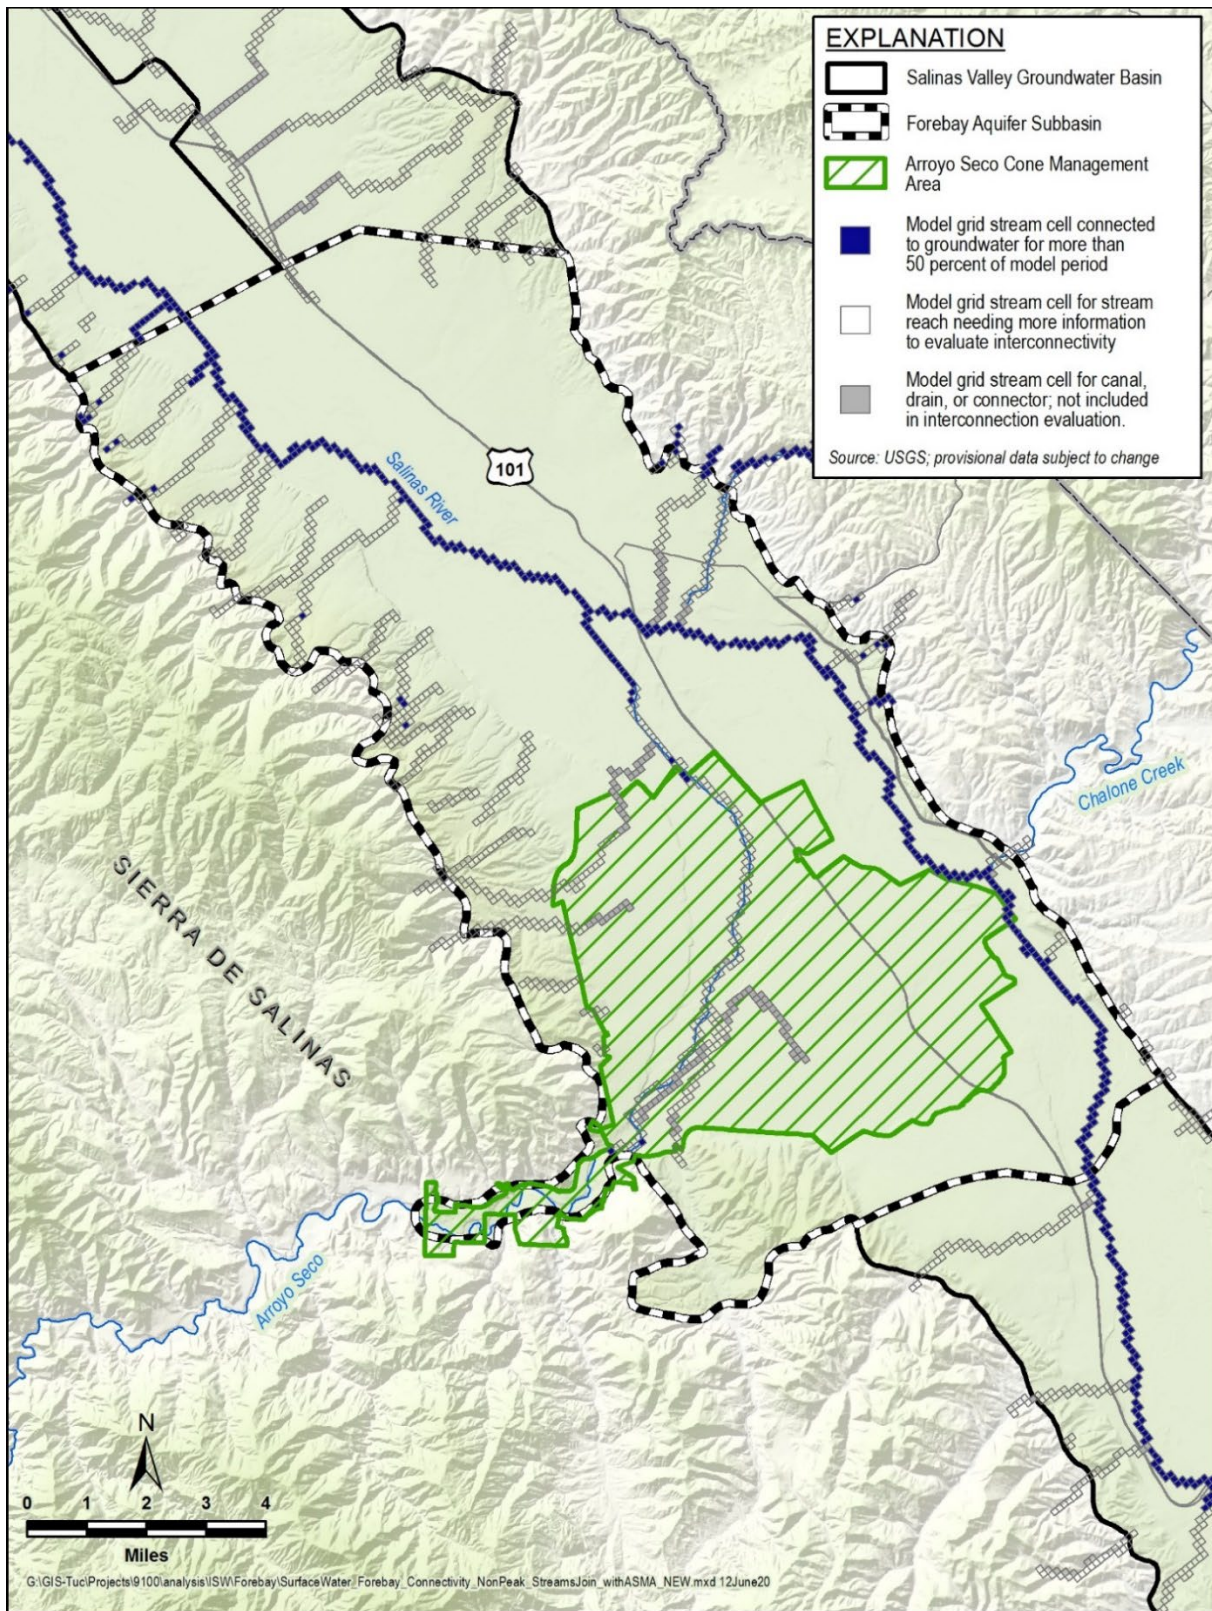 EXPLANATION
Salinas Valley Groundwater Basin
Forebay Aquifer Subbasin
Arroyo Seco Cone Management
Area
Model grid stream cell connected
to groundwater for more than
50 percent of model period
Model grid stream cell for stream
reach needing more information
to evaluate interconnectivity
Model grid stream cell for canal,
drain, or connector; not included
in interconnection evaluation.
Source: USGS; provisional data subject to change
101
Salinas River
Chalone Creek
SIERRA DE SALINAS
Arroyo Seco
N
0 1 2 3 4
Miles
G:\GIS-Tuc\Projects\9100\analysis\ISW\Forebay\SurfaceWater_Forebay_Connectivity_NonPeak_StreamsJoin_withASMA_NEW.mxd 12June20